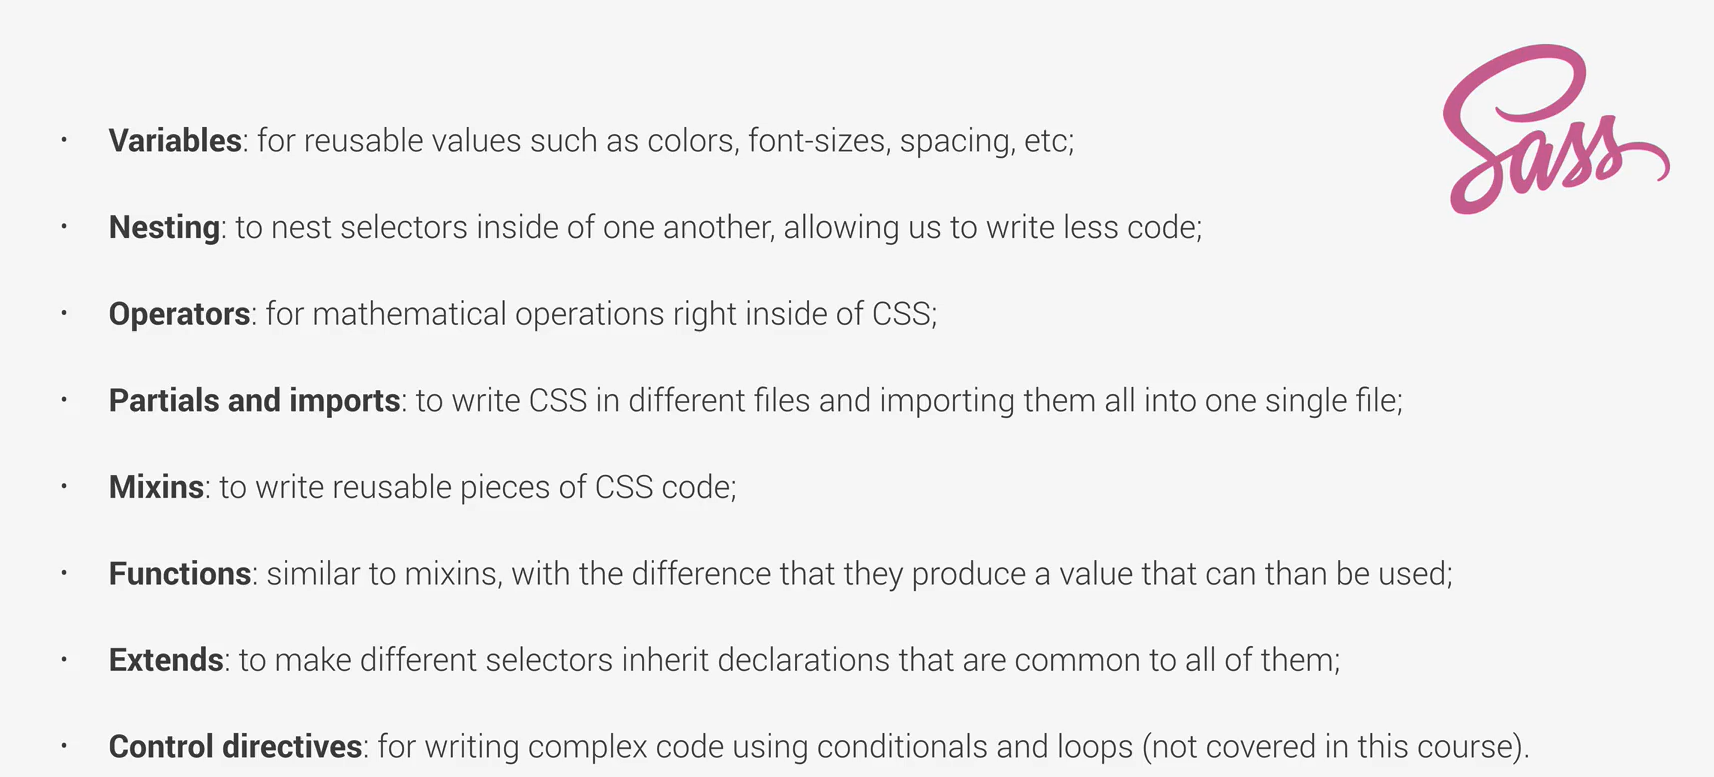 Sass
• Variables: for reusable values such as colors, font-sizes, spacing, etc;
• Nesting: to nest selectors inside of one another, allowing us to write less code;
• Operators: for mathematical operations right inside of CSS;
• Partials and imports: to write CSS in different files and importing them all into one single file;
• Mixins: to write reusable pieces of CSS code;
• Functions: similar to mixins, with the difference that they produce a value that can than be used;
• Extends: to make different selectors inherit declarations that are common to all of them;
• Control directives: for writing complex code using conditionals and loops (not covered in this course).